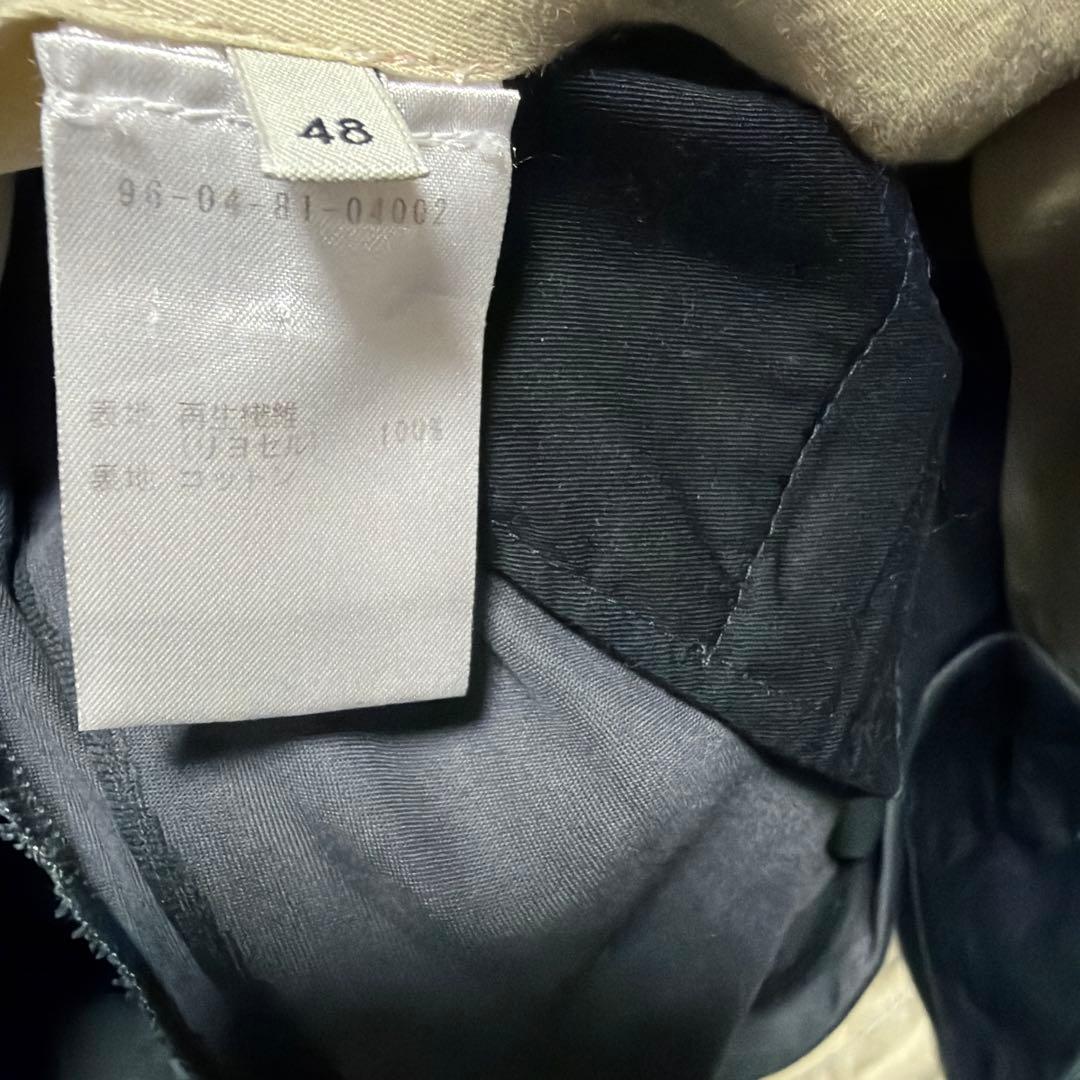 48
96-04-81-04002
表地 再生繊維
(リヨセル) 100%
裏地 コットン